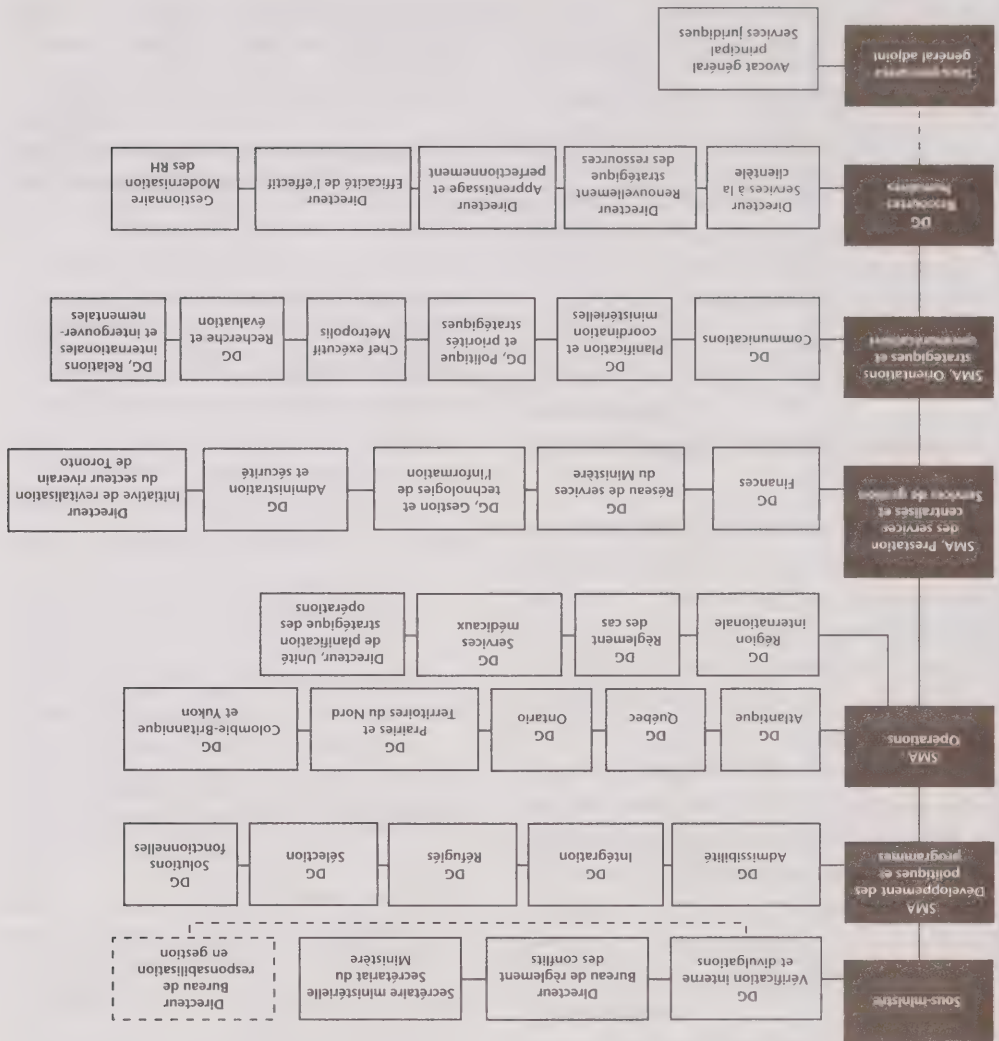 Sous-ministre
DG
Vérification interne
et divulgations
Directeur
Bureau de règlement
des conflits
Secrétaire ministérielle
Secrétariat du
Ministère
Directeur
Bureau de
responsabilisation
en gestion
SMA
Développement des
politiques et
programmes
DG
Admissibilité
DG
Intégration
DG
Réfugiés
DG
Sélection
DG
Solutions
fonctionnelles
SMA,
Opérations
DG
Atlantique
DG
Québec
DG
Ontario
DG
Prairies et
Territoires du Nord
DG
Colombie-Britannique
et Yukon
DG
Région
internationale
DG
Règlement
des cas
DG
Services
médicaux
Directeur, Unité
de planification
stratégique des
opérations
SMA, Prestation
des services
centralisés et
Services de gestion
DG
Finances
DG
Réseau de services
du Ministère
DG, Gestion et
technologies de
l'information
DG
Administration
et sécurité
Directeur
Initiative de revitalisation
du secteur riverain
de Toronto
SMA, Orientations
stratégiques et
communications
DG
Communications
DG
Planification et
coordination
ministérielles
DG, Politique
et priorités
stratégiques
Chef exécutif
Metropolis
DG
Recherche et
évaluation
DG, Relations
internationales
et intergouver-
nementales
DG
Ressources
humaines
Directeur
Services à la
clientèle
Directeur
Renouvellement
stratégique
des ressources
Directeur
Apprentissage et
perfectionnement
Directeur
Efficacité de l'effectif
Gestionnaire
Modernisation
des RH
général adjoint
Avocat général
principal
Services juridiques